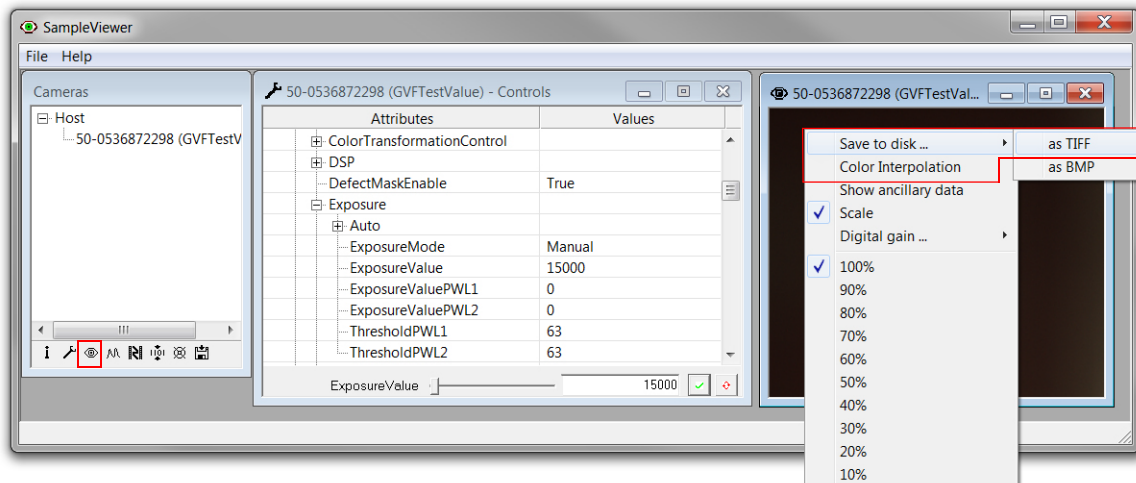 SampleViewer
File Help
Cameras
Host
50-0536872298 (GVFTestV
50-0536872298 (GVFTestValue) - Controls
Attributes Values
ColorTransformationControl
DSP
DefectMaskEnable True
Exposure
Auto
ExposureMode Manual
ExposureValue 15000
ExposureValuePWL1 0
ExposureValuePWL2 0
ThresholdPWL1 63
ThresholdPWL2 63
ExposureValue 15000
50-0536872298 (GVFTestVal...
Save to disk ...
as TIFF
as BMP
Color Interpolation
Show ancillary data
Scale
Digital gain ...
100%
90%
80%
70%
60%
50%
40%
30%
20%
10%